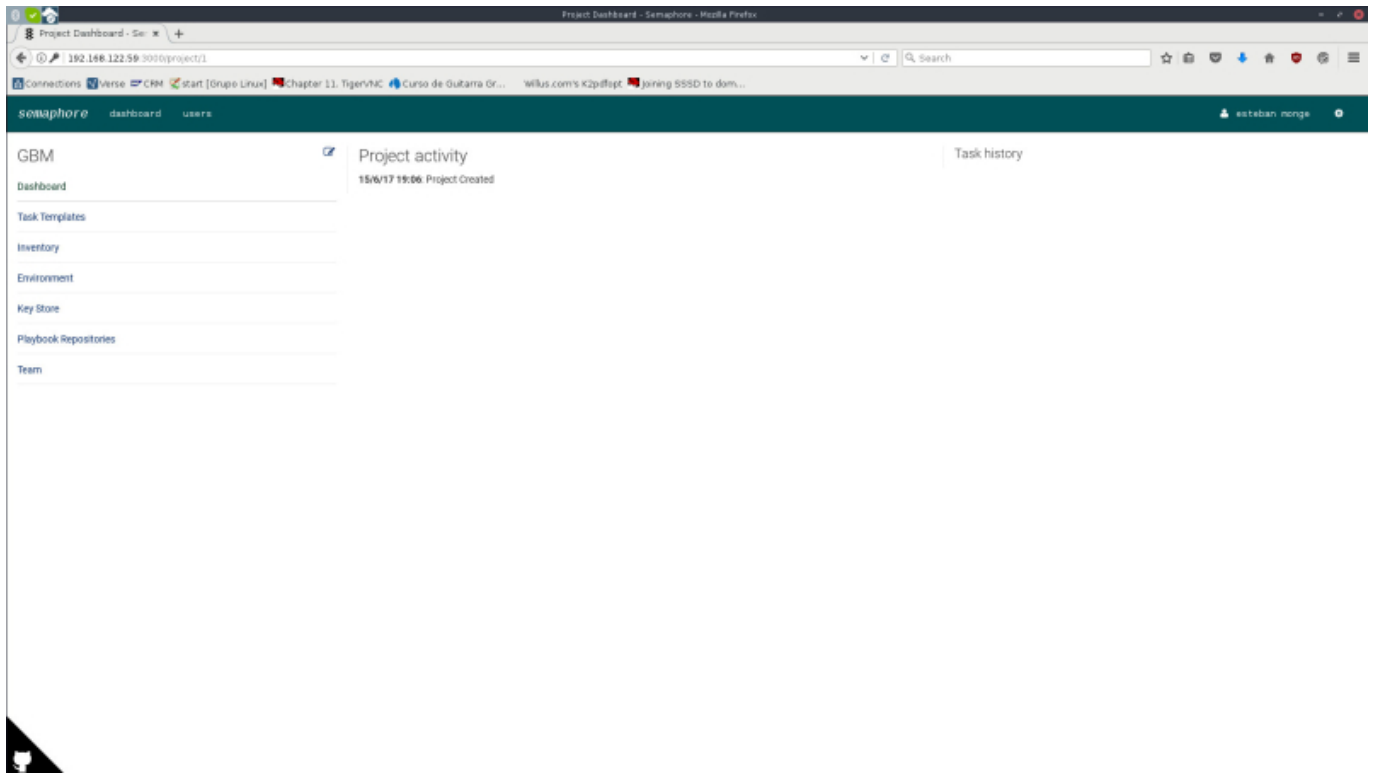 Project Dashboard - Semaphore - Mozilla Firefox
Project Dashboard - Se
192.168.122.59:3000/project/1
Search
Connections Verse CRM start [Grupo Linux] Chapter 11. TigerVNC Curso de Guitarra Gr... Willus.com's K2pdfopt Joining SSSD to dom...
semaphore dashboard users esteban monge
GBM
Project activity
Task history
15/6/17 19:06: Project Created
Dashboard
Task Templates
Inventory
Environment
Key Store
Playbook Repositories
Team